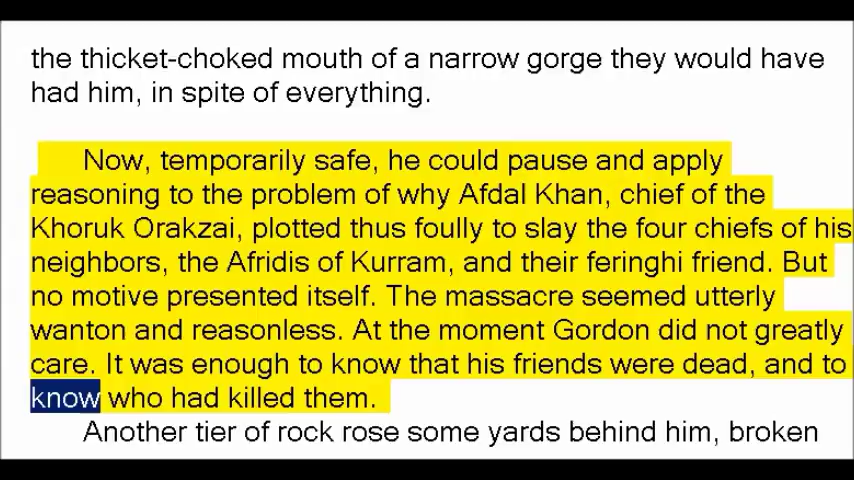 the thicket-choked mouth of a narrow gorge they would have
had him, in spite of everything.
Now, temporarily safe, he could pause and apply
reasoning to the problem of why Afdal Khan, chief of the
Khoruk Orakzai, plotted thus foully to slay the four chiefs of his
neighbors, the Afridis of Kurram, and their feringhi friend. But
no motive presented itself. The massacre seemed utterly
wanton and reasonless. At the moment Gordon did not greatly
care. It was enough to know that his friends were dead, and to
know who had killed them.
Another tier of rock rose some yards behind him, broken